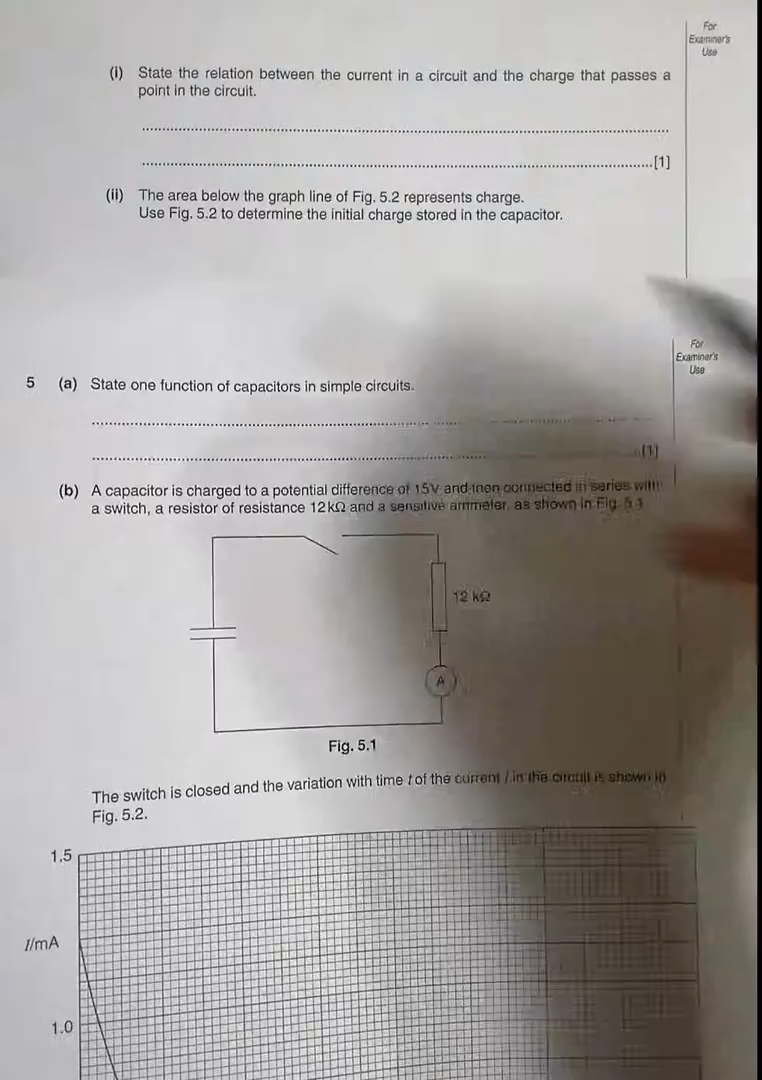 For
Examiner's
Use
(i) State the relation between the current in a circuit and the charge that passes a
point in the circuit.
[1]
(ii) The area below the graph line of Fig. 5.2 represents charge.
Use Fig. 5.2 to determine the initial charge stored in the capacitor.
For
Examiner's
Use
5 (a) State one function of capacitors in simple circuits.
[1]
(b) A capacitor is charged to a potential difference of 15V and then connected in series with
a switch, a resistor of resistance 12 kΩ and a sensitive ammeter, as shown in Fig. 5.1
12 kΩ
A
Fig. 5.1
The switch is closed and the variation with time t of the current I in the circuit is shown in
Fig. 5.2.
1.5
I/mA
1.0